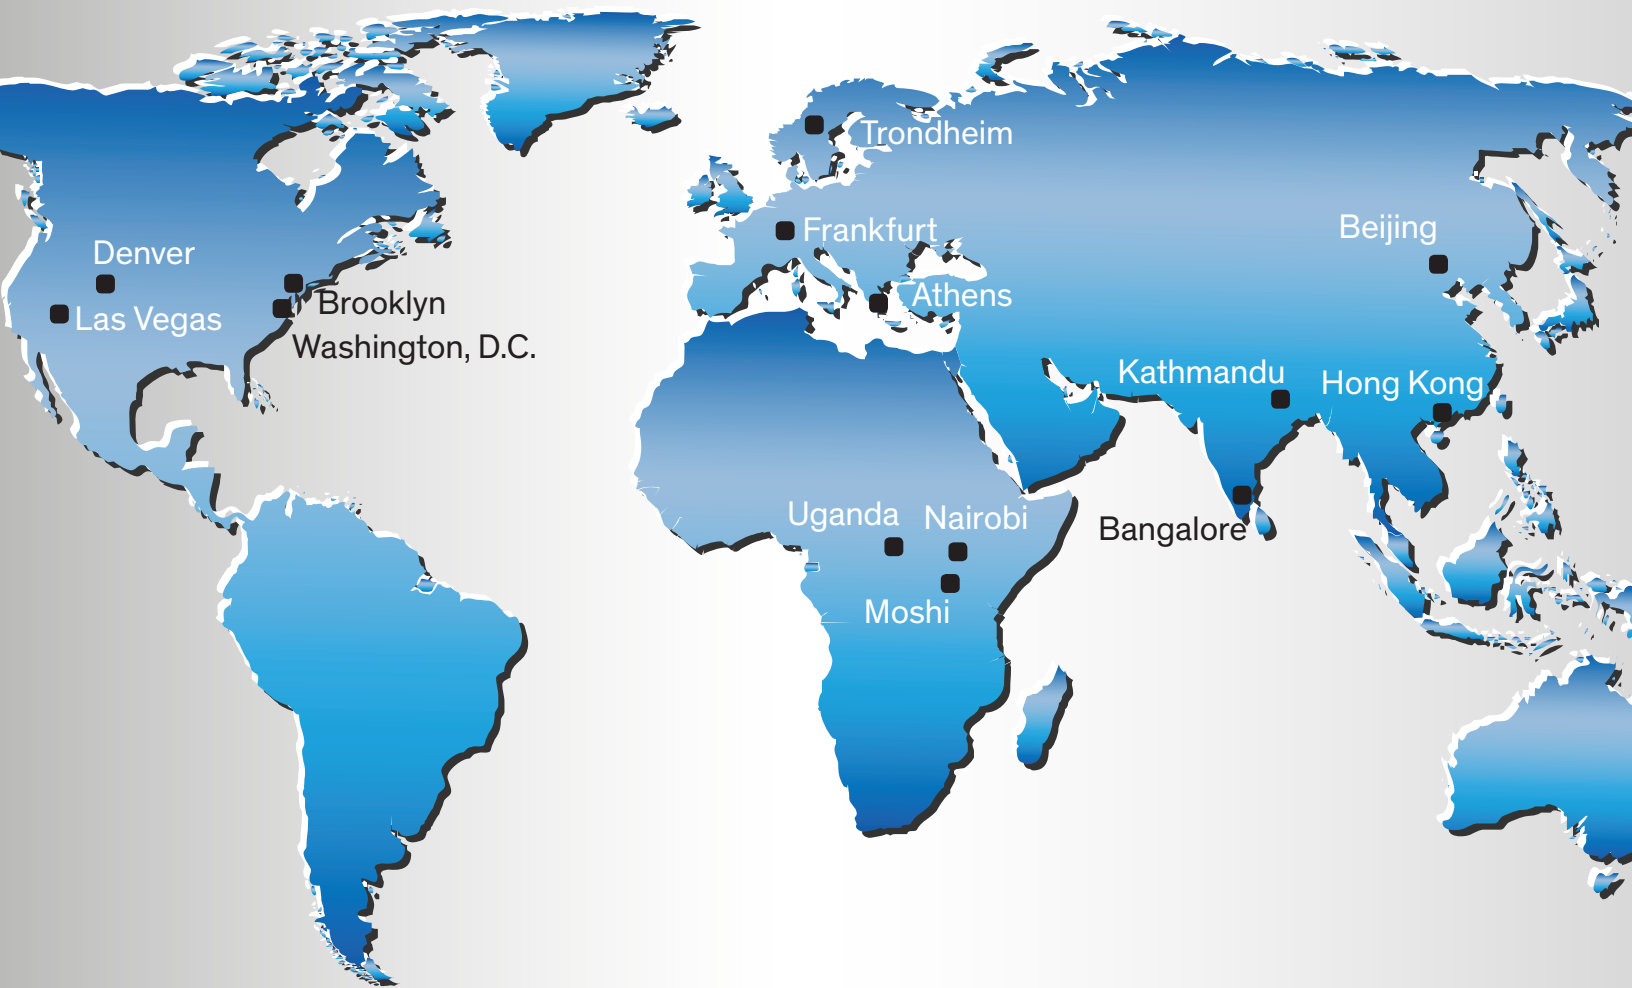 Trondheim
Frankfurt
Beijing
Denver
Athens
Brooklyn
Las Vegas
Washington, D.C.
Kathmandu
Hong Kong
Uganda
Nairobi
Bangalore
Moshi